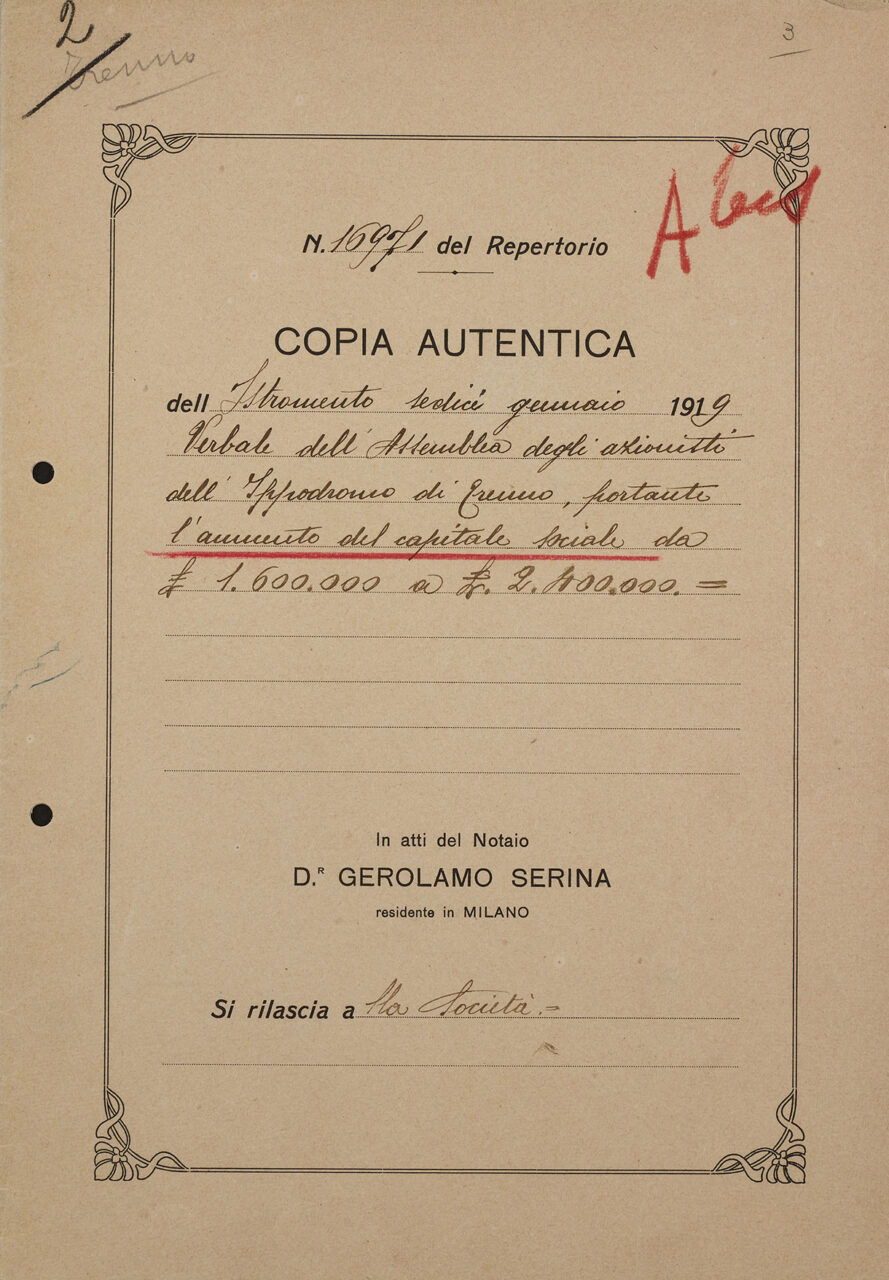 2
Trenno
3
N. 16971 del Repertorio
COPIA AUTENTICA
dell Istromento sedici gennaio 1919
Verbale dell'Assemblea degli azionisti
dell'Ippodromo di Trenno, portante
l'aumento del capitale sociale da
£ 1.600.000 a £. 2.400.000. =
In atti del Notaio
D.R GEROLAMO SERINA
residente in MILANO
Si rilascia a lla Società. =